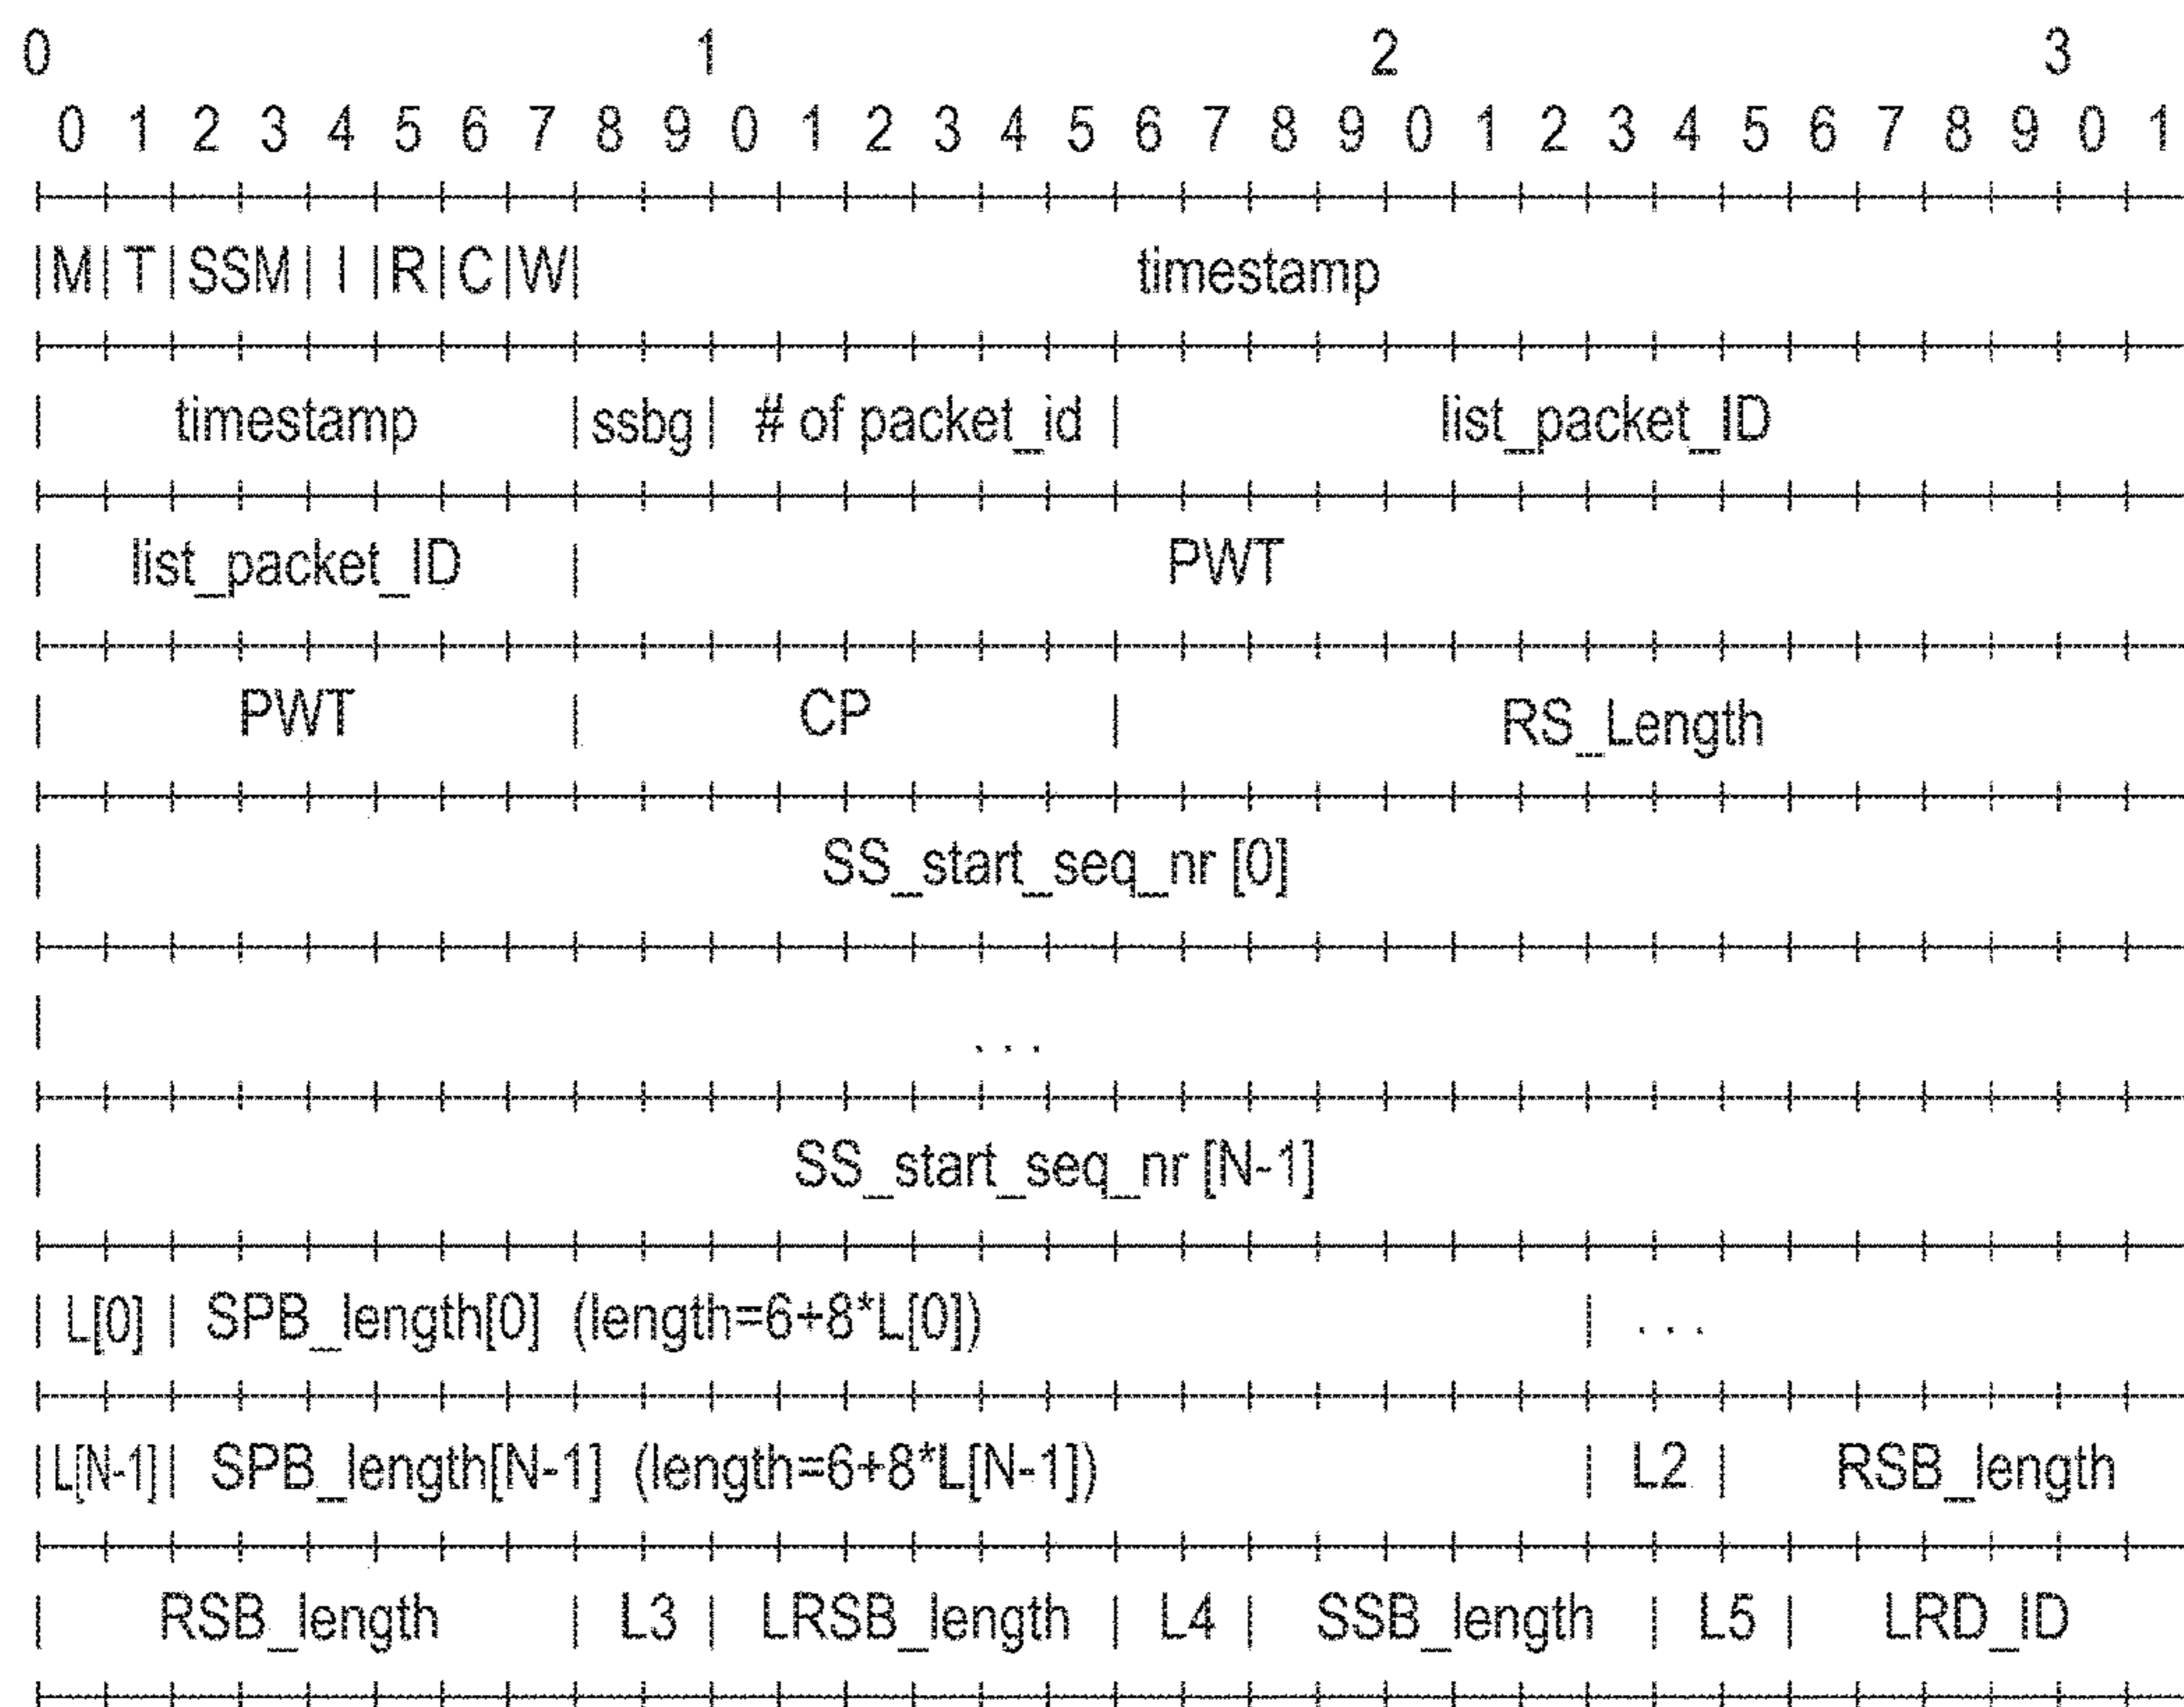 0 1 2 3
0 1 2 3 4 5 6 7 8 9 0 1 2 3 4 5 6 7 8 9 0 1 2 3 4 5 6 7 8 9 0 1
|M|T|SSM| I |R|C|W| timestamp
| timestamp | ssbg | # of packet_id | list_packet_ID
| list_packet_ID | PWT
| PWT | CP | RS_Length
| SS_start_seq_nr [0]
| ...
| SS_start_seq_nr [N-1]
| L[0] | SPB_length[0] (length=6+8*L[0]) | ...
|L[N-1]| SPB_length[N-1] (length=6+8*L[N-1]) | L2 | RSB_length
| RSB_length | L3 | LRSB_length | L4 | SSB_length | L5 | LRD_ID